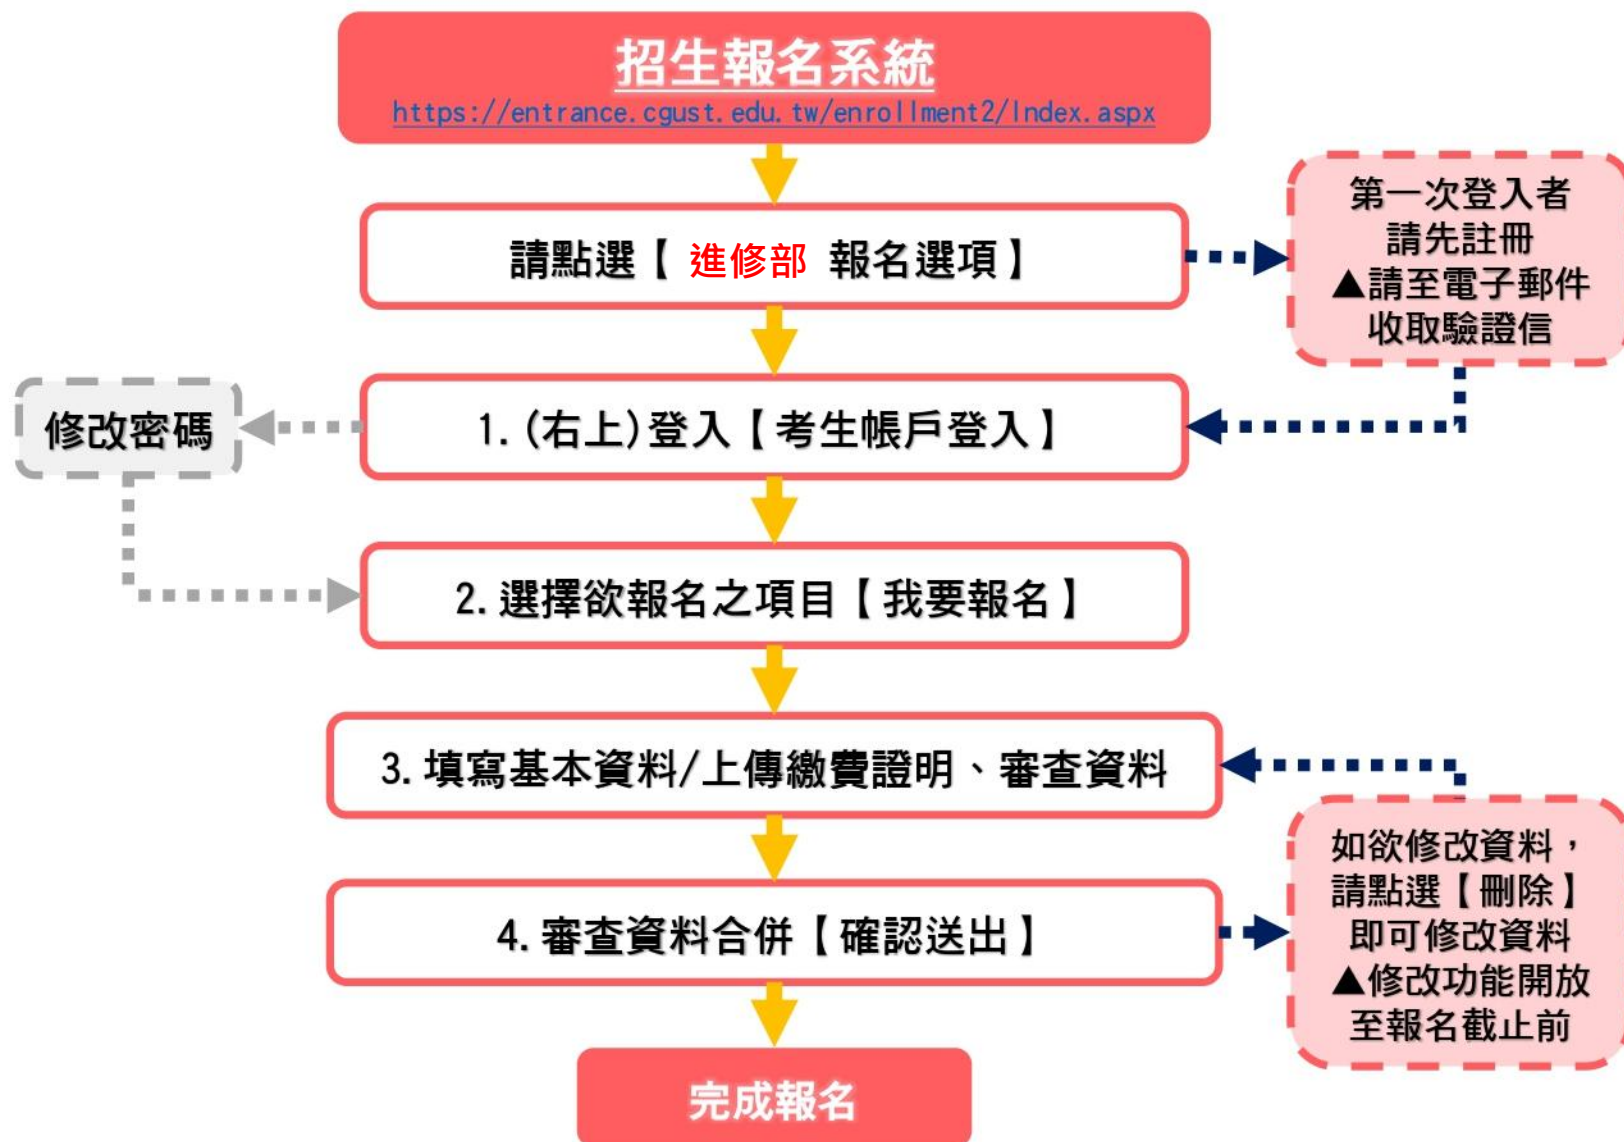 招生報名系統
https://entrance.cgust.edu.tw/enrollment2/Index.aspx
請點選【 進修部 報名選項】
第一次登入者
請先註冊
▲請至電子郵件
收取驗證信
修改密碼
1.(右上)登入【考生帳戶登入】
2.選擇欲報名之項目【我要報名】
3.填寫基本資料/上傳繳費證明、審查資料
4.審查資料合併【確認送出】
如欲修改資料，
請點選【刪除】
即可修改資料
▲修改功能開放
至報名截止前
完成報名